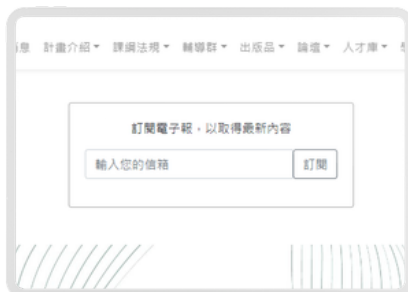 息 計畫介紹 課綱法規 輔導群 出版品 論壇 人才庫
訂閱電子報，以取得最新內容
輸入您的信箱 訂閱